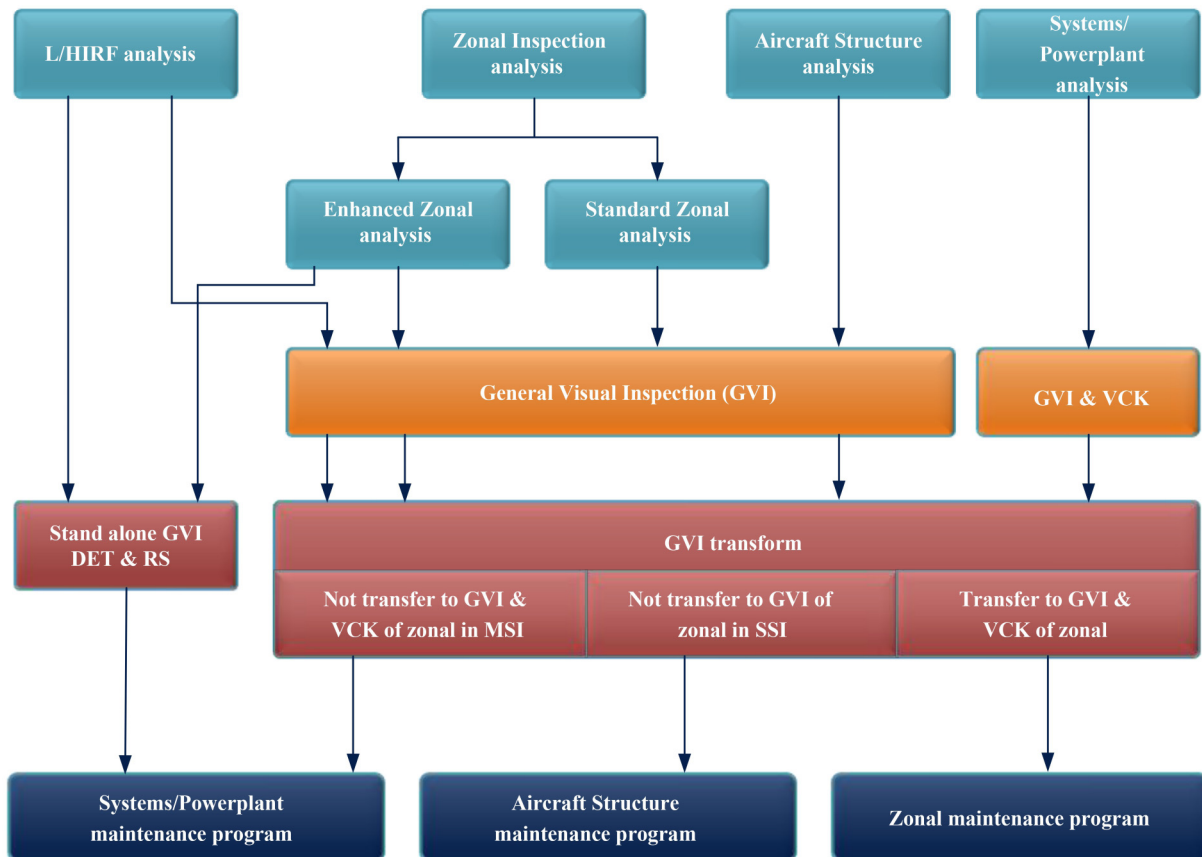 L/HIRF analysis
Zonal Inspection
analysis
Aircraft Structure
analysis
Systems/
Powerplant
analysis
Enhanced Zonal
analysis
Standard Zonal
analysis
General Visual Inspection (GVI)
GVI & VCK
Stand alone GVI
DET & RS
GVI transform
Not transfer to GVI &
VCK of zonal in MSI
Not transfer to GVI of
zonal in SSI
Transfer to GVI &
VCK of zonal
Systems/Powerplant
maintenance program
Aircraft Structure
maintenance program
Zonal maintenance program